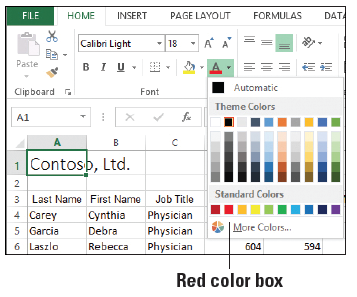 FILE HOME INSERT PAGE LAYOUT FORMULAS DATA
Calibri Light 18 A A
Paste B I U A
Clipboard Font
Automatic
Theme Colors
A1
A B C
1 Contoso, Ltd.
2
Standard Colors
3 Last Name First Name Job Title
4 Carey Cynthia Physician
5 Garcia Debra Physician
More Colors...
6 Laszlo Rebecca Physician 604 594
Red color box